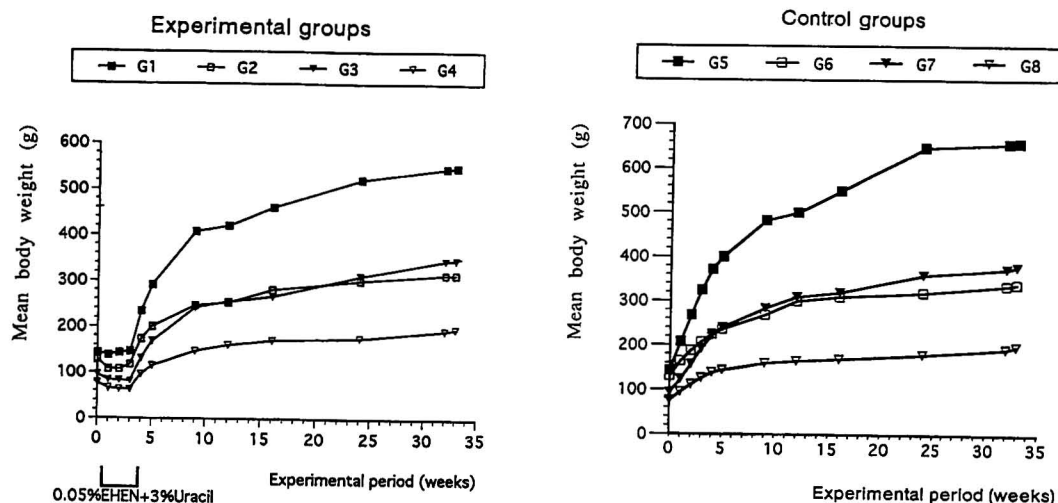 Experimental groups
G1 G2 G3 G4
Mean body weight (g)
600
500
400
300
200
100
0
0 5 10 15 20 25 30 35
Experimental period (weeks)
0.05%EHEN+3%Uracil
Control groups
G5 G6 G7 G8
Mean body weight (g)
700
600
500
400
300
200
100
0
0 5 10 15 20 25 30 35
Experimental period (weeks)